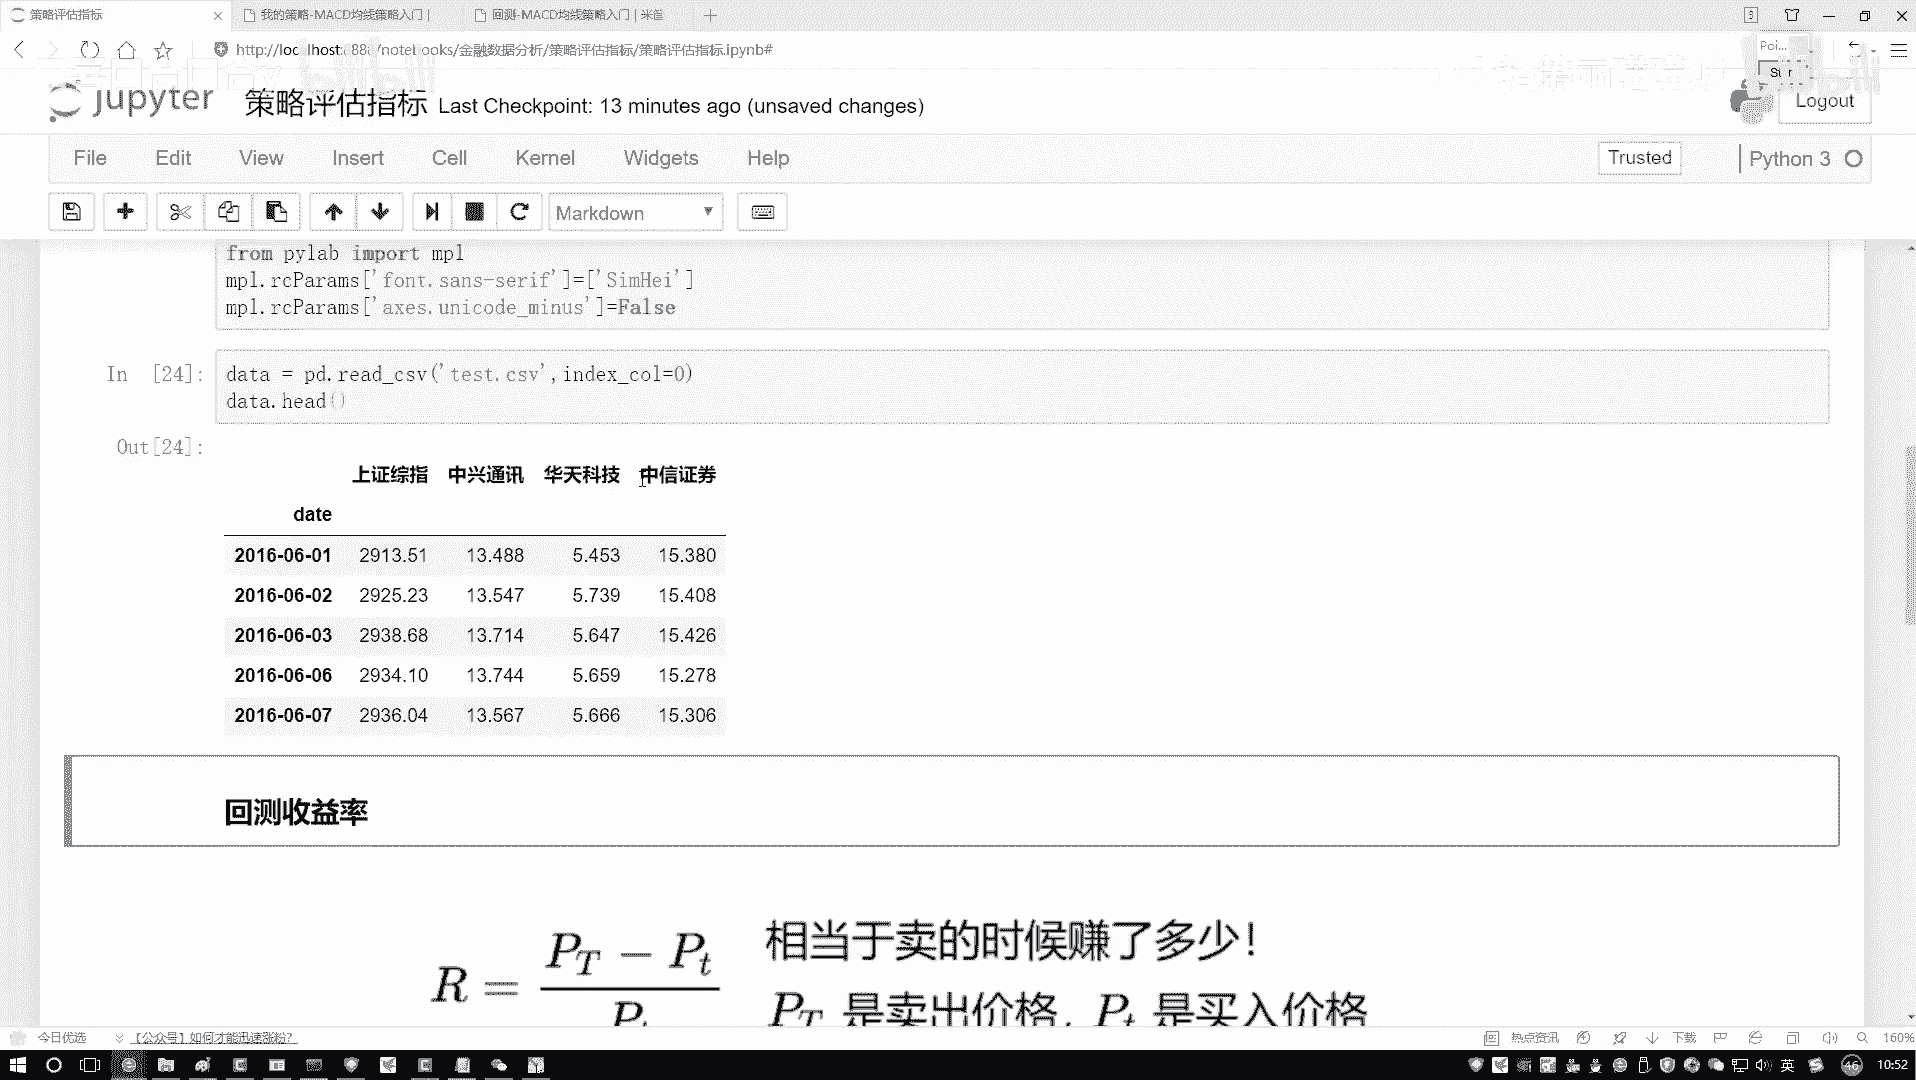 策略评估指标
我的策略-MACD均线策略入门 |
回测-MACD均线策略入门 | 米筐
3
http://localhost:888/notebooks/金融数据分析/策略评估指标/策略评估指标.ipynb#
Poi...
bilibili
jupyter 策略评估指标 Last Checkpoint: 13 minutes ago (unsaved changes)
Logout
File Edit View Insert Cell Kernel Widgets Help
Trusted
Python 3
Markdown
from pylab import mpl
mpl.rcParams['font.sans-serif']=['SimHei']
mpl.rcParams['axes.unicode_minus']=False
In [24]:
data = pd.read_csv('test.csv',index_col=0)
data.head()
Out[24]:
上证综指 中兴通讯 华天科技 中信证券
date
2016-06-01 2913.51 13.488 5.453 15.380
2016-06-02 2925.23 13.547 5.739 15.408
2016-06-03 2938.68 13.714 5.647 15.426
2016-06-06 2934.10 13.744 5.659 15.278
2016-06-07 2936.04 13.567 5.666 15.306
回测收益率
R = (P_T − P_t) / P_t
相当于卖的时候赚了多少!
P_T 是卖出价格, P_t 是买入价格
今日优选
【公众号】如何才能迅速涨粉?
热点资讯
下载
160%
英
46
10:52